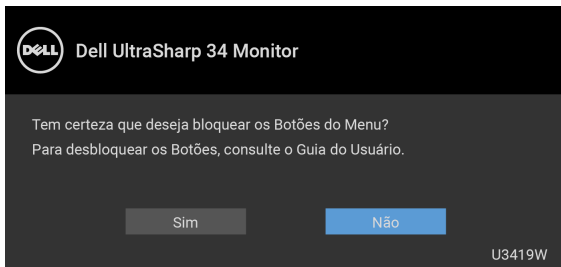 DELL
Dell UltraSharp 34 Monitor
Tem certeza que deseja bloquear os Botões do Menu?
Para desbloquear os Botões, consulte o Guia do Usuário.
Sim
Não
U3419W